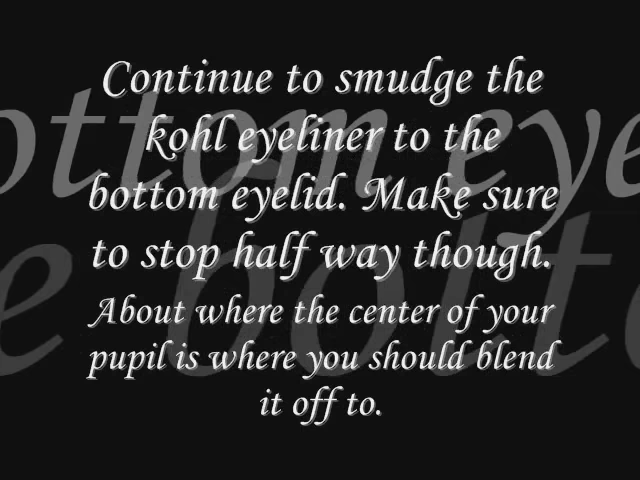 Continue to smudge the
kohl eyeliner to the
bottom eyelid. Make sure
to stop half way though.
About where the center of your
pupil is where you should blend
it off to.